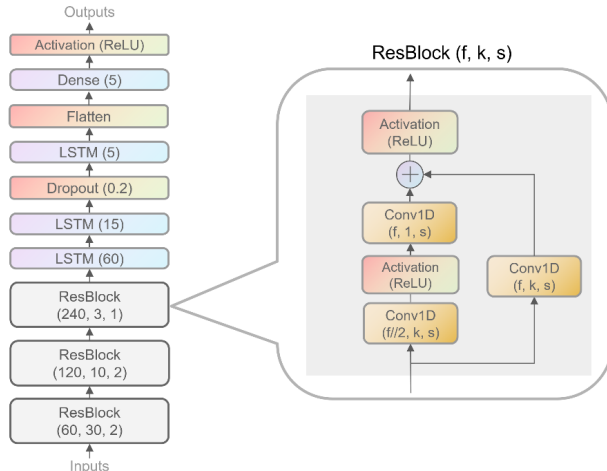 Outputs
Activation (ReLU)
Dense (5)
Flatten
LSTM (5)
Dropout (0.2)
LSTM (15)
LSTM (60)
ResBlock
(240, 3, 1)
ResBlock
(120, 10, 2)
ResBlock
(60, 30, 2)
Inputs
ResBlock (f, k, s)
Activation
(ReLU)
+
Conv1D
(f, 1, s)
Activation
(ReLU)
Conv1D
(f//2, k, s)
Conv1D
(f, k, s)